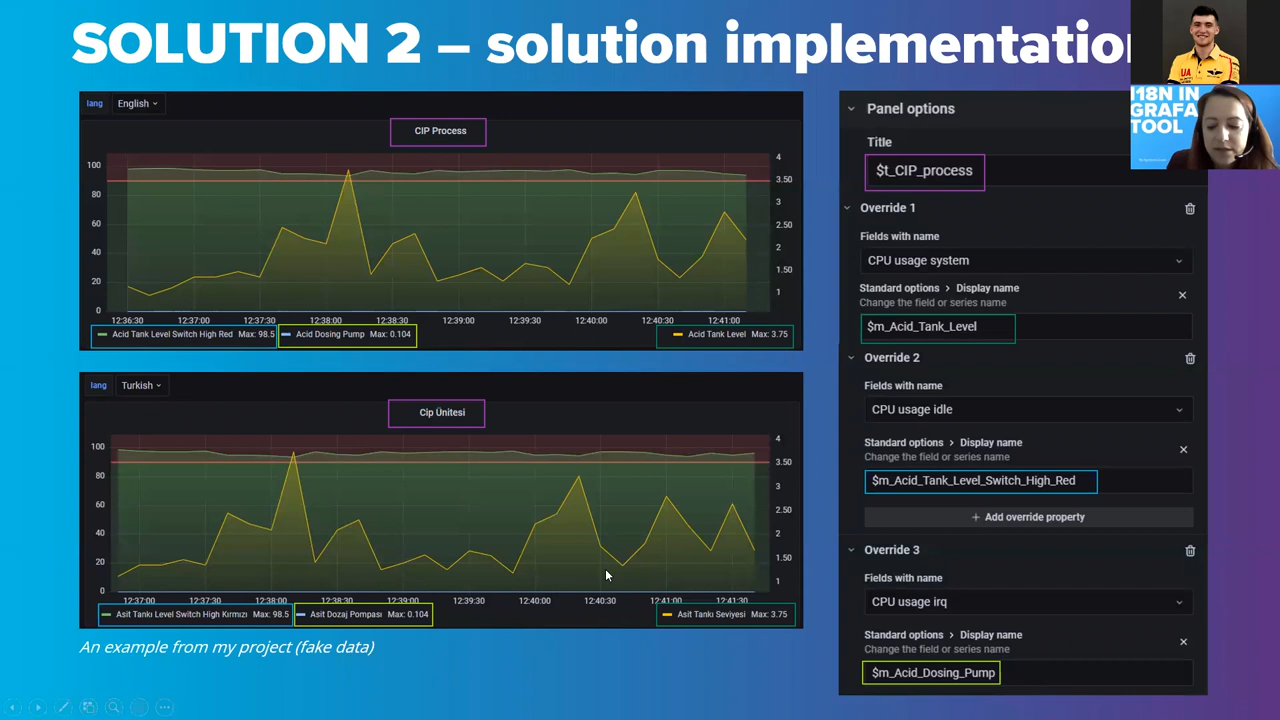 SOLUTION 2 – solution implementation
UA
I18N IN
GRAFA
TOOL
lang English
CIP Process
100
80
60
40
20
0
4
3.50
3
2.50
2
1.50
1
12:36:30 12:37:00 12:37:30 12:38:00 12:38:30 12:39:00 12:39:30 12:40:00 12:40:30 12:41:00
Acid Tank Level Switch High Red Max: 98.5 Acid Dosing Pump Max: 0.104 Acid Tank Level Max: 3.75
lang Turkish
Cip Ünitesi
100
80
60
40
20
0
4
3.50
3
2.50
2
1.50
1
12:37:00 12:37:30 12:38:00 12:38:30 12:39:00 12:39:30 12:40:00 12:40:30 12:41:00 12:41:30
Asit Tankı Level Switch High Kırmızı Max: 98.5 Asit Dozaj Pompası Max: 0.104 Asit Tankı Seviyesi Max: 3.75
An example from my project (fake data)
Panel options
Title
$t_CIP_process
Override 1
Fields with name
CPU usage system
Standard options > Display name
Change the field or series name
$m_Acid_Tank_Level
Override 2
Fields with name
CPU usage idle
Standard options > Display name
Change the field or series name
$m_Acid_Tank_Level_Switch_High_Red
+ Add override property
Override 3
Fields with name
CPU usage irq
Standard options > Display name
Change the field or series name
$m_Acid_Dosing_Pump